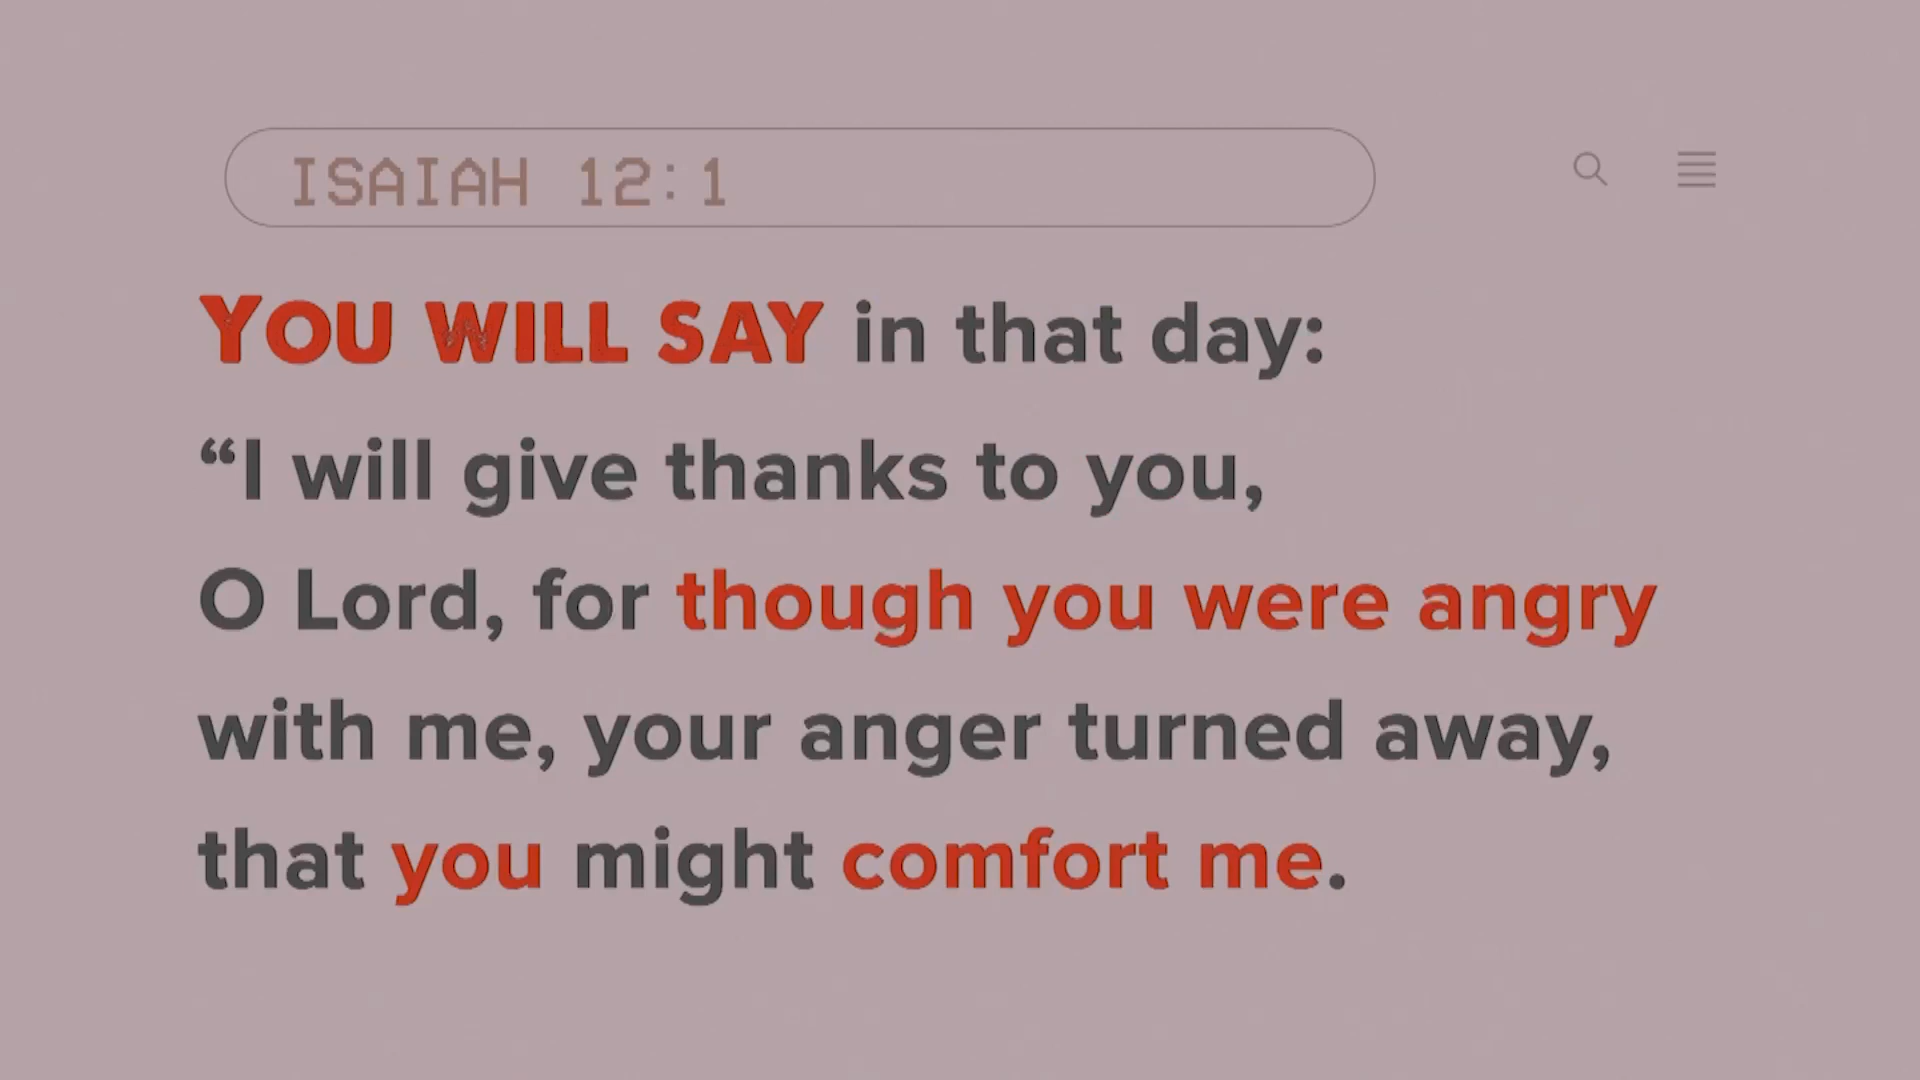 ISAIAH 12:1
YOU WILL SAY in that day:
“I will give thanks to you,
O Lord, for though you were angry
with me, your anger turned away,
that you might comfort me.